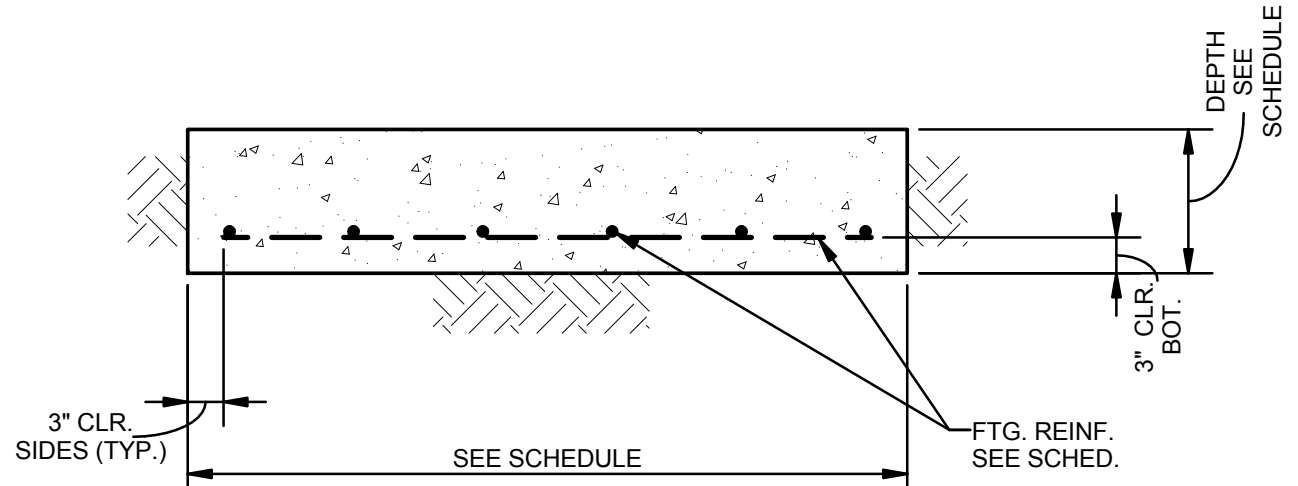 DEPTH
SEE
SCHEDULE
3" CLR.
BOT.
3" CLR.
SIDES (TYP.)
SEE SCHEDULE
FTG. REINF.
SEE SCHED.